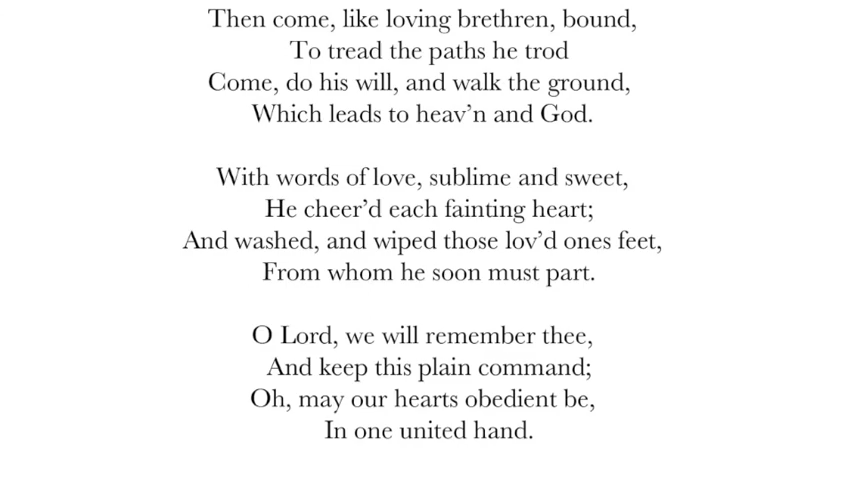 Then come, like loving brethren, bound,
To tread the paths he trod
Come, do his will, and walk the ground,
Which leads to heav’n and God.

With words of love, sublime and sweet,
He cheer’d each fainting heart;
And washed, and wiped those lov’d ones feet,
From whom he soon must part.

O Lord, we will remember thee,
And keep this plain command;
Oh, may our hearts obedient be,
In one united hand.